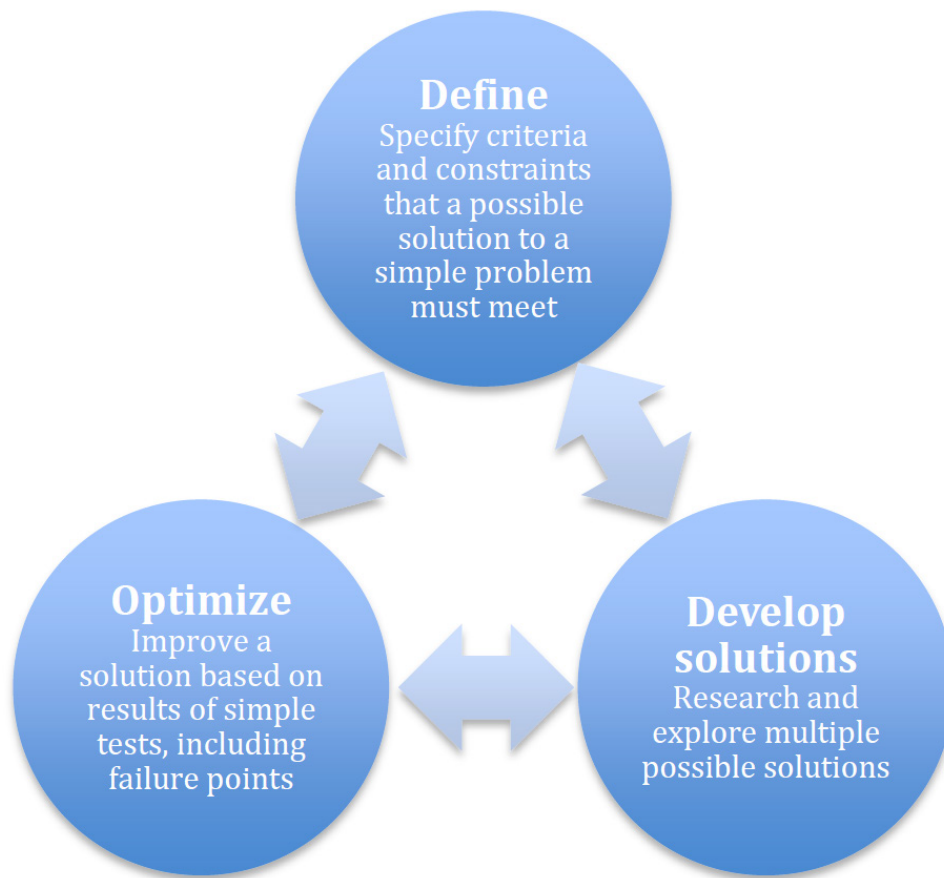 Define
Specify criteria
and constraints
that a possible
solution to a
simple problem
must meet
Optimize
Improve a
solution based on
results of simple
tests, including
failure points
Develop
solutions
Research and
explore multiple
possible solutions